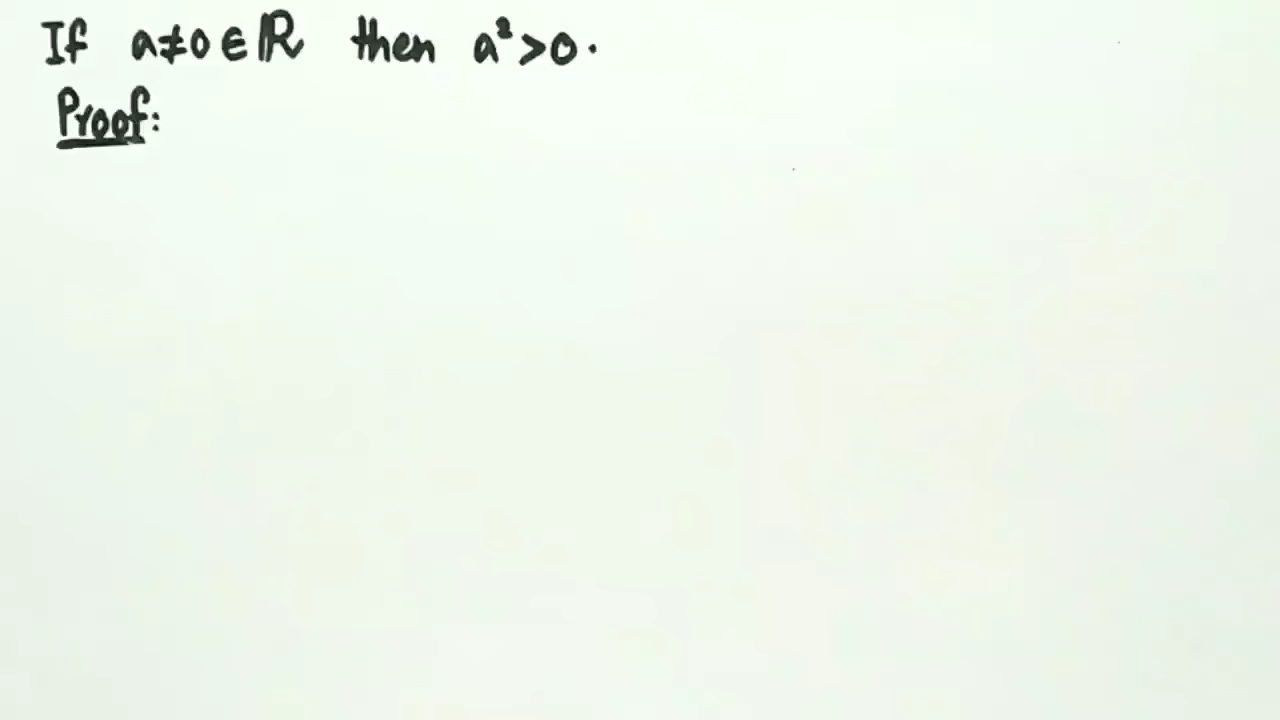 If a≠0∈ℝ then a²>0.
Proof: